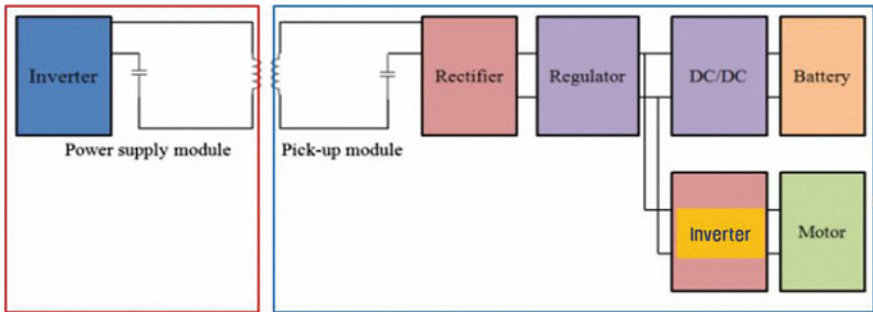 Inverter
Rectifier
Regulator
DC/DC
Battery
Power supply module
Pick-up module
Inverter
Motor